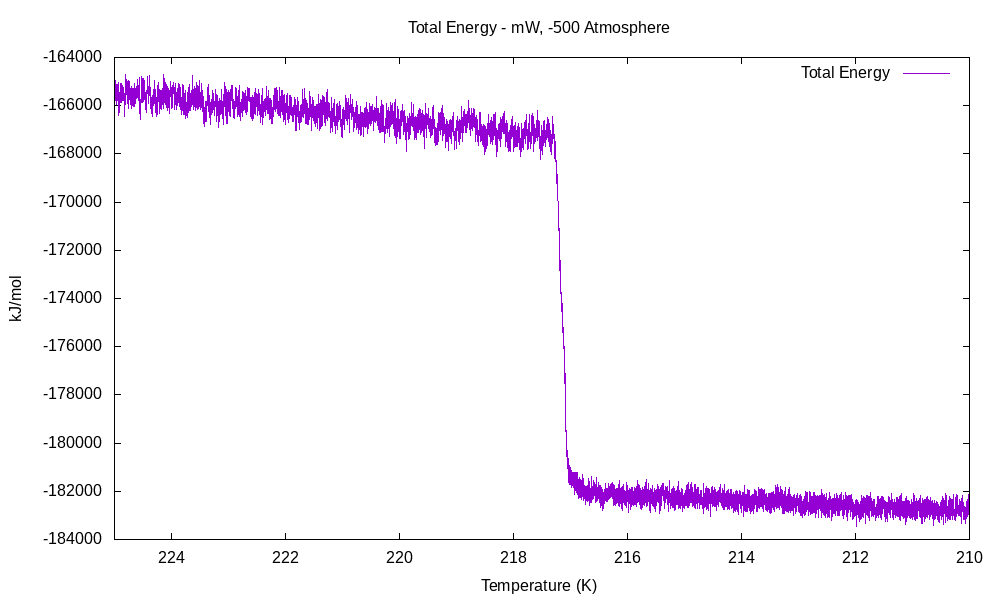 Total Energy - mW, -500 Atmosphere
Total Energy
-164000
-166000
-168000
-170000
-172000
-174000
-176000
-178000
-180000
-182000
-184000
kJ/mol
224 222 220 218 216 214 212 210
Temperature (K)